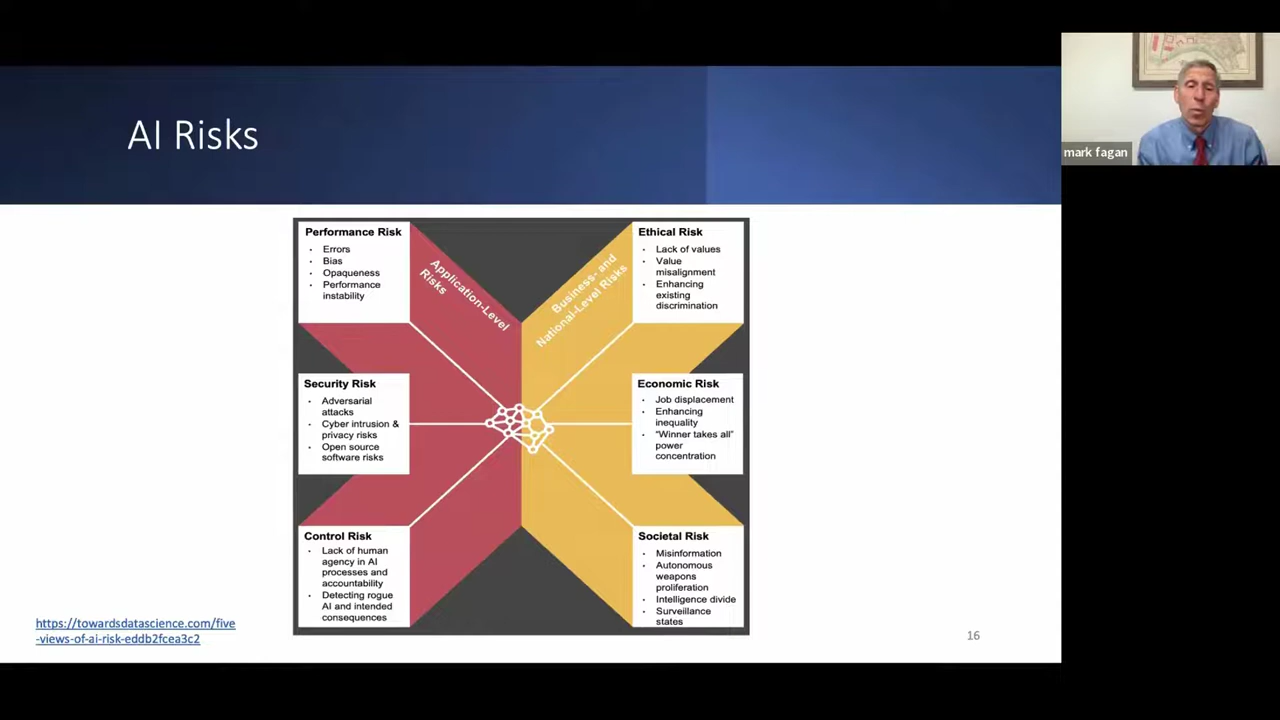 AI Risks
mark fagan
Performance Risk
Errors
Bias
Opaqueness
Performance
instability
Application-Level
Risks
Business- and
National-Level Risks
Ethical Risk
Lack of values
Value
misalignment
Enhancing
existing
discrimination
Security Risk
Adversarial
attacks
Cyber intrusion &
privacy risks
Open source
software risks
Economic Risk
Job displacement
Enhancing
inequality
“Winner takes all”
power
concentration
Control Risk
Lack of human
agency in AI
processes and
accountability
Detecting rogue
AI and intended
consequences
Societal Risk
Misinformation
Autonomous
weapons
proliferation
Intelligence divide
Surveillance
states
https://towardsdatascience.com/five
-views-of-ai-risk-eddb2fcea3c2
16